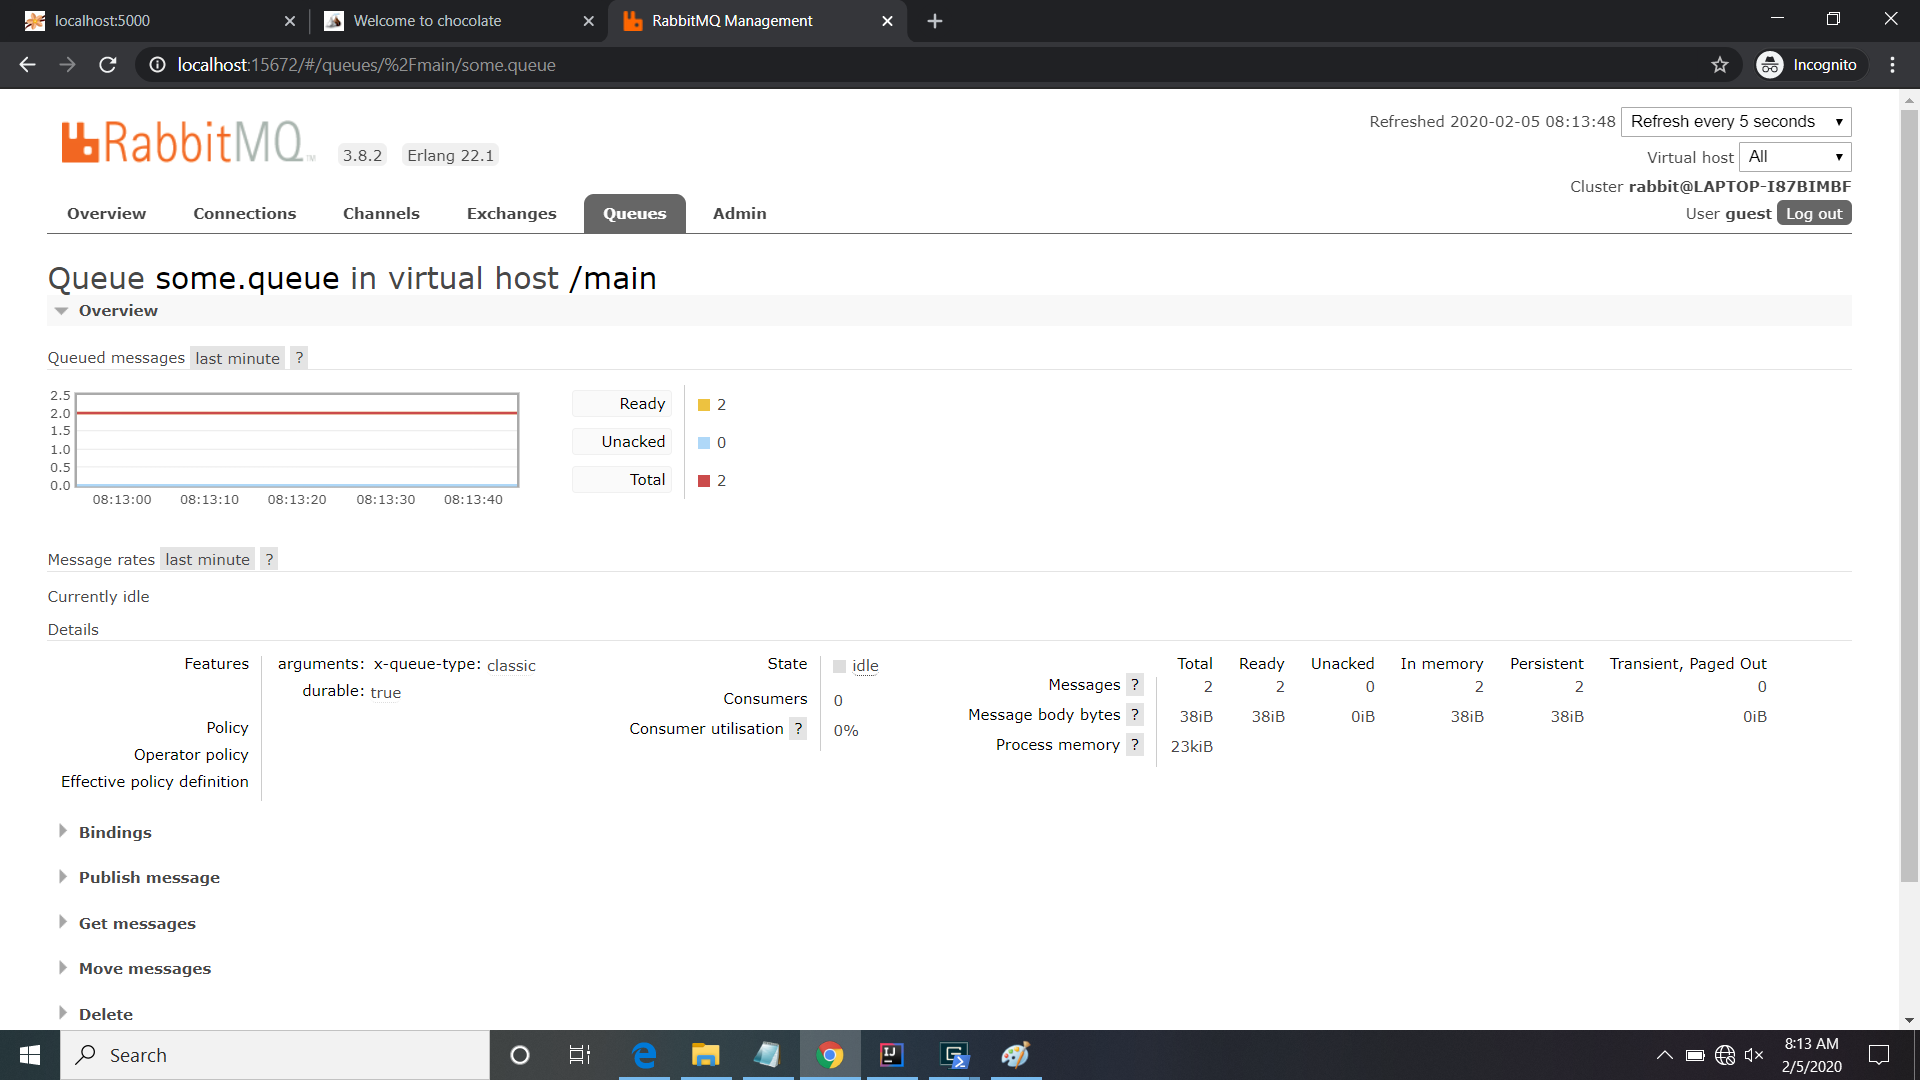 localhost:5000
Welcome to chocolate
RabbitMQ Management
localhost:15672/#/queues/%2Fmain/some.queue
Incognito
RabbitMQ TM
3.8.2
Erlang 22.1
Refreshed 2020-02-05 08:13:48
Refresh every 5 seconds
Virtual host All
Cluster rabbit@LAPTOP-I87BIMBF
User guest Log out
Overview Connections Channels Exchanges Queues Admin
Queue some.queue in virtual host /main
Overview
Queued messages last minute ?
2.5
2.0
1.5
1.0
0.5
0.0
08:13:00 08:13:10 08:13:20 08:13:30 08:13:40
Ready 2
Unacked 0
Total 2
Message rates last minute ?
Currently idle
Details
Features arguments: x-queue-type: classic
durable: true
Policy
Operator policy
Effective policy definition
State idle
Consumers 0
Consumer utilisation ? 0%
Total Ready Unacked In memory Persistent Transient, Paged Out
Messages ? 2 2 0 2 2 0
Message body bytes ? 38iB 38iB 0iB 38iB 38iB 0iB
Process memory ? 23kiB
Bindings
Publish message
Get messages
Move messages
Delete
Search
8:13 AM
2/5/2020